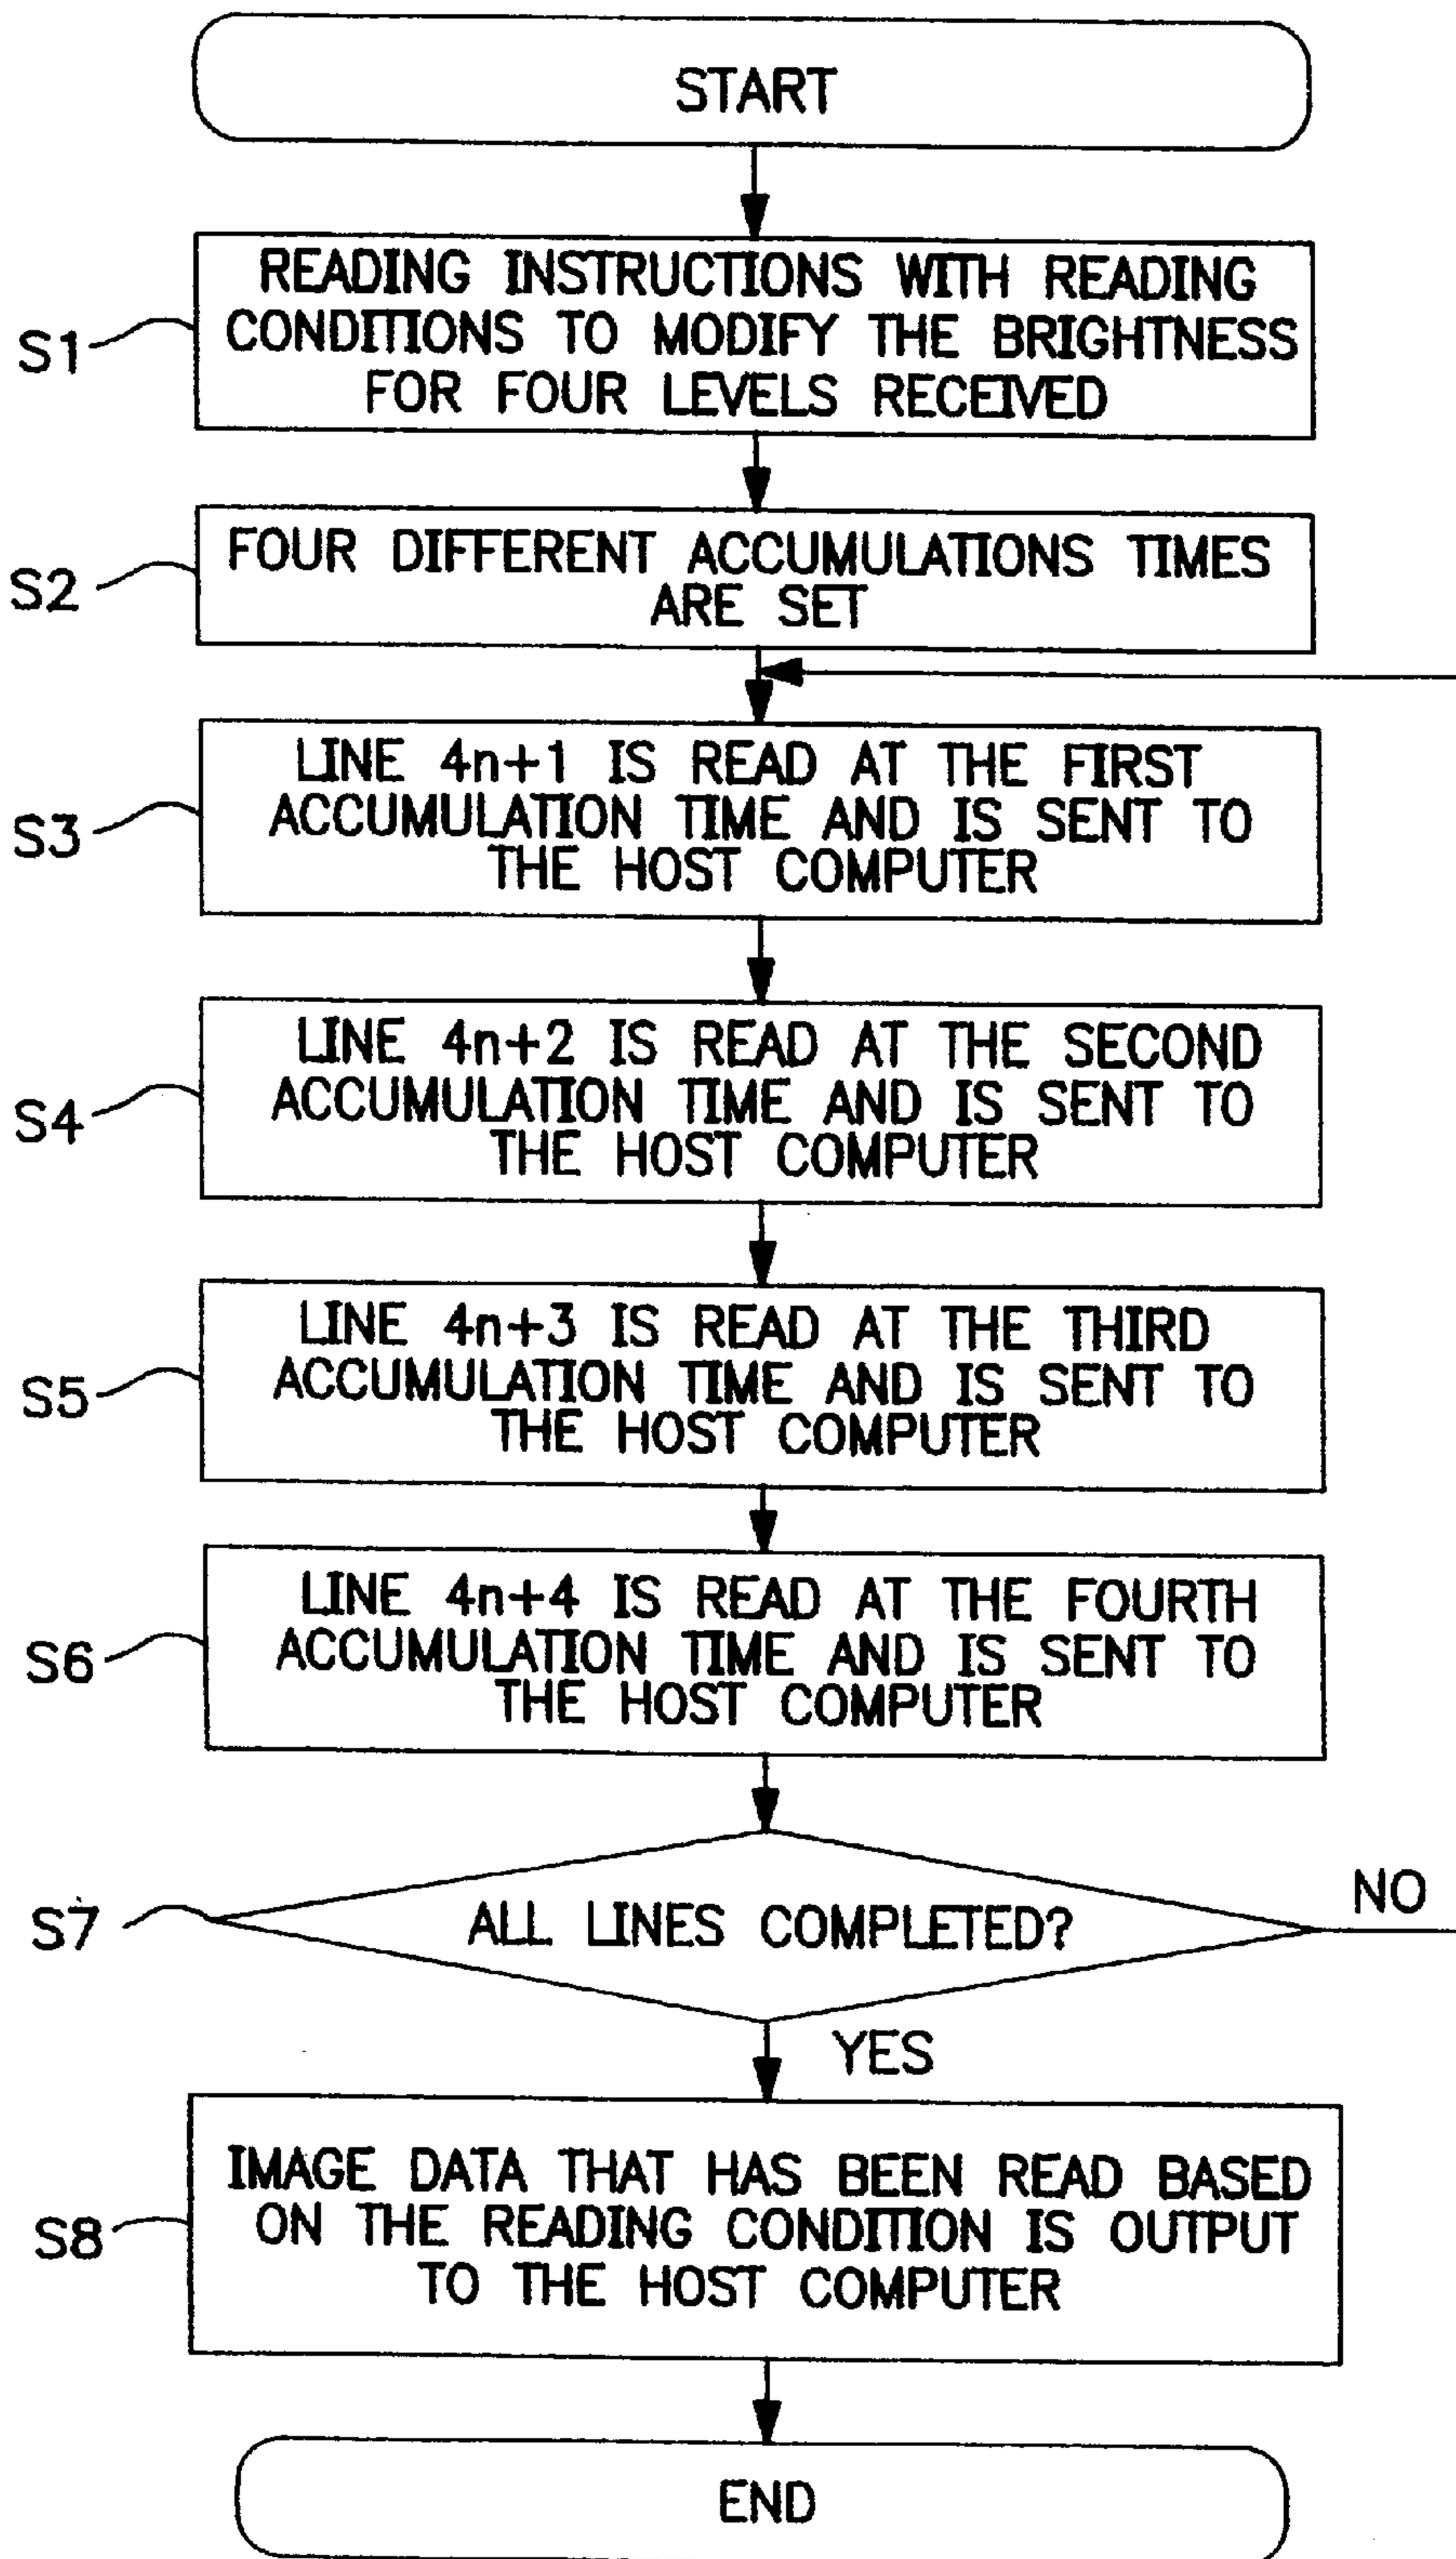 START
READING INSTRUCTIONS WITH READING
CONDITIONS TO MODIFY THE BRIGHTNESS
FOR FOUR LEVELS RECEIVED
S1
FOUR DIFFERENT ACCUMULATIONS TIMES
ARE SET
S2
LINE 4n+1 IS READ AT THE FIRST
ACCUMULATION TIME AND IS SENT TO
THE HOST COMPUTER
S3
LINE 4n+2 IS READ AT THE SECOND
ACCUMULATION TIME AND IS SENT TO
THE HOST COMPUTER
S4
LINE 4n+3 IS READ AT THE THIRD
ACCUMULATION TIME AND IS SENT TO
THE HOST COMPUTER
S5
LINE 4n+4 IS READ AT THE FOURTH
ACCUMULATION TIME AND IS SENT TO
THE HOST COMPUTER
S6
ALL LINES COMPLETED?
S7
NO
YES
IMAGE DATA THAT HAS BEEN READ BASED
ON THE READING CONDITION IS OUTPUT
TO THE HOST COMPUTER
S8
END